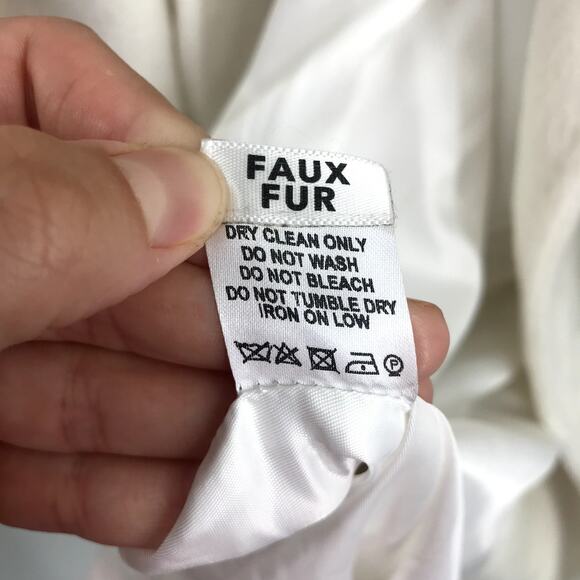 FAUX
FUR
DRY CLEAN ONLY
DO NOT WASH
DO NOT BLEACH
DO NOT TUMBLE DRY
IRON ON LOW
P